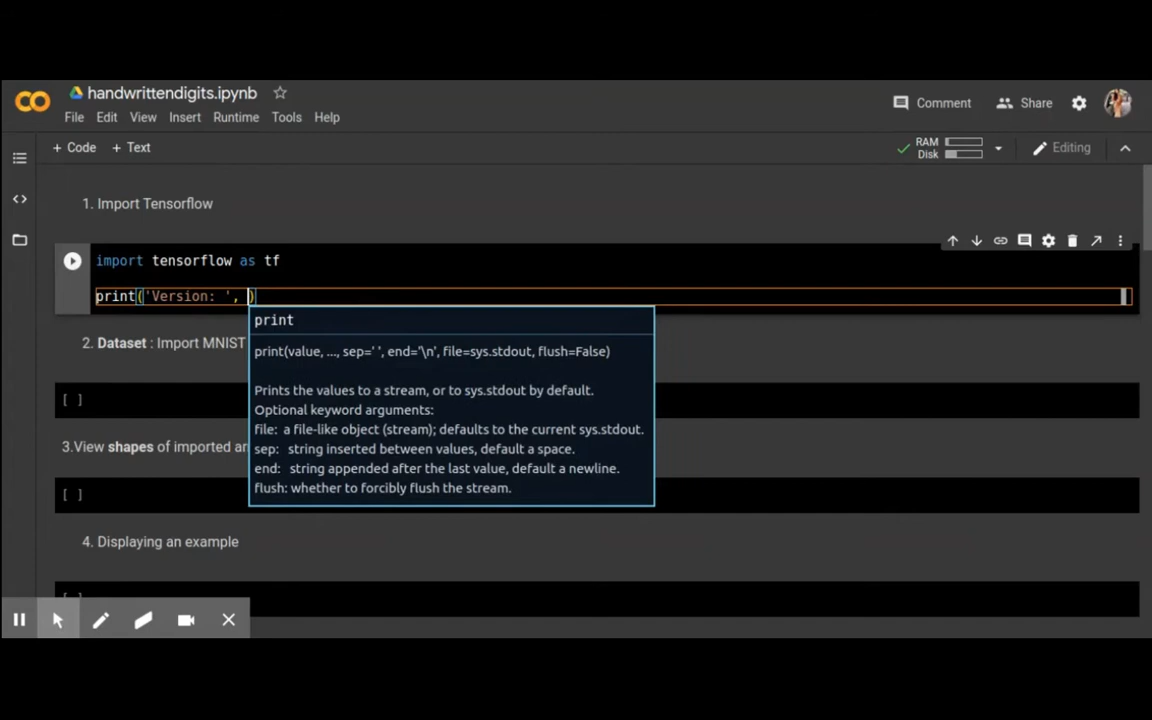 handwrittendigits.ipynb
File Edit View Insert Runtime Tools Help
Comment Share
+ Code + Text
RAM
Disk
Editing
1. Import Tensorflow
import tensorflow as tf
print('Version: ', )
print
print(value, ..., sep=' ', end='\n', file=sys.stdout, flush=False)
Prints the values to a stream, or to sys.stdout by default.
Optional keyword arguments:
file: a file-like object (stream); defaults to the current sys.stdout.
sep: string inserted between values, default a space.
end: string appended after the last value, default a newline.
flush: whether to forcibly flush the stream.
2. Dataset : Import MNIST
[ ]
3.View shapes of imported
[ ]
4. Displaying an example
[ ]